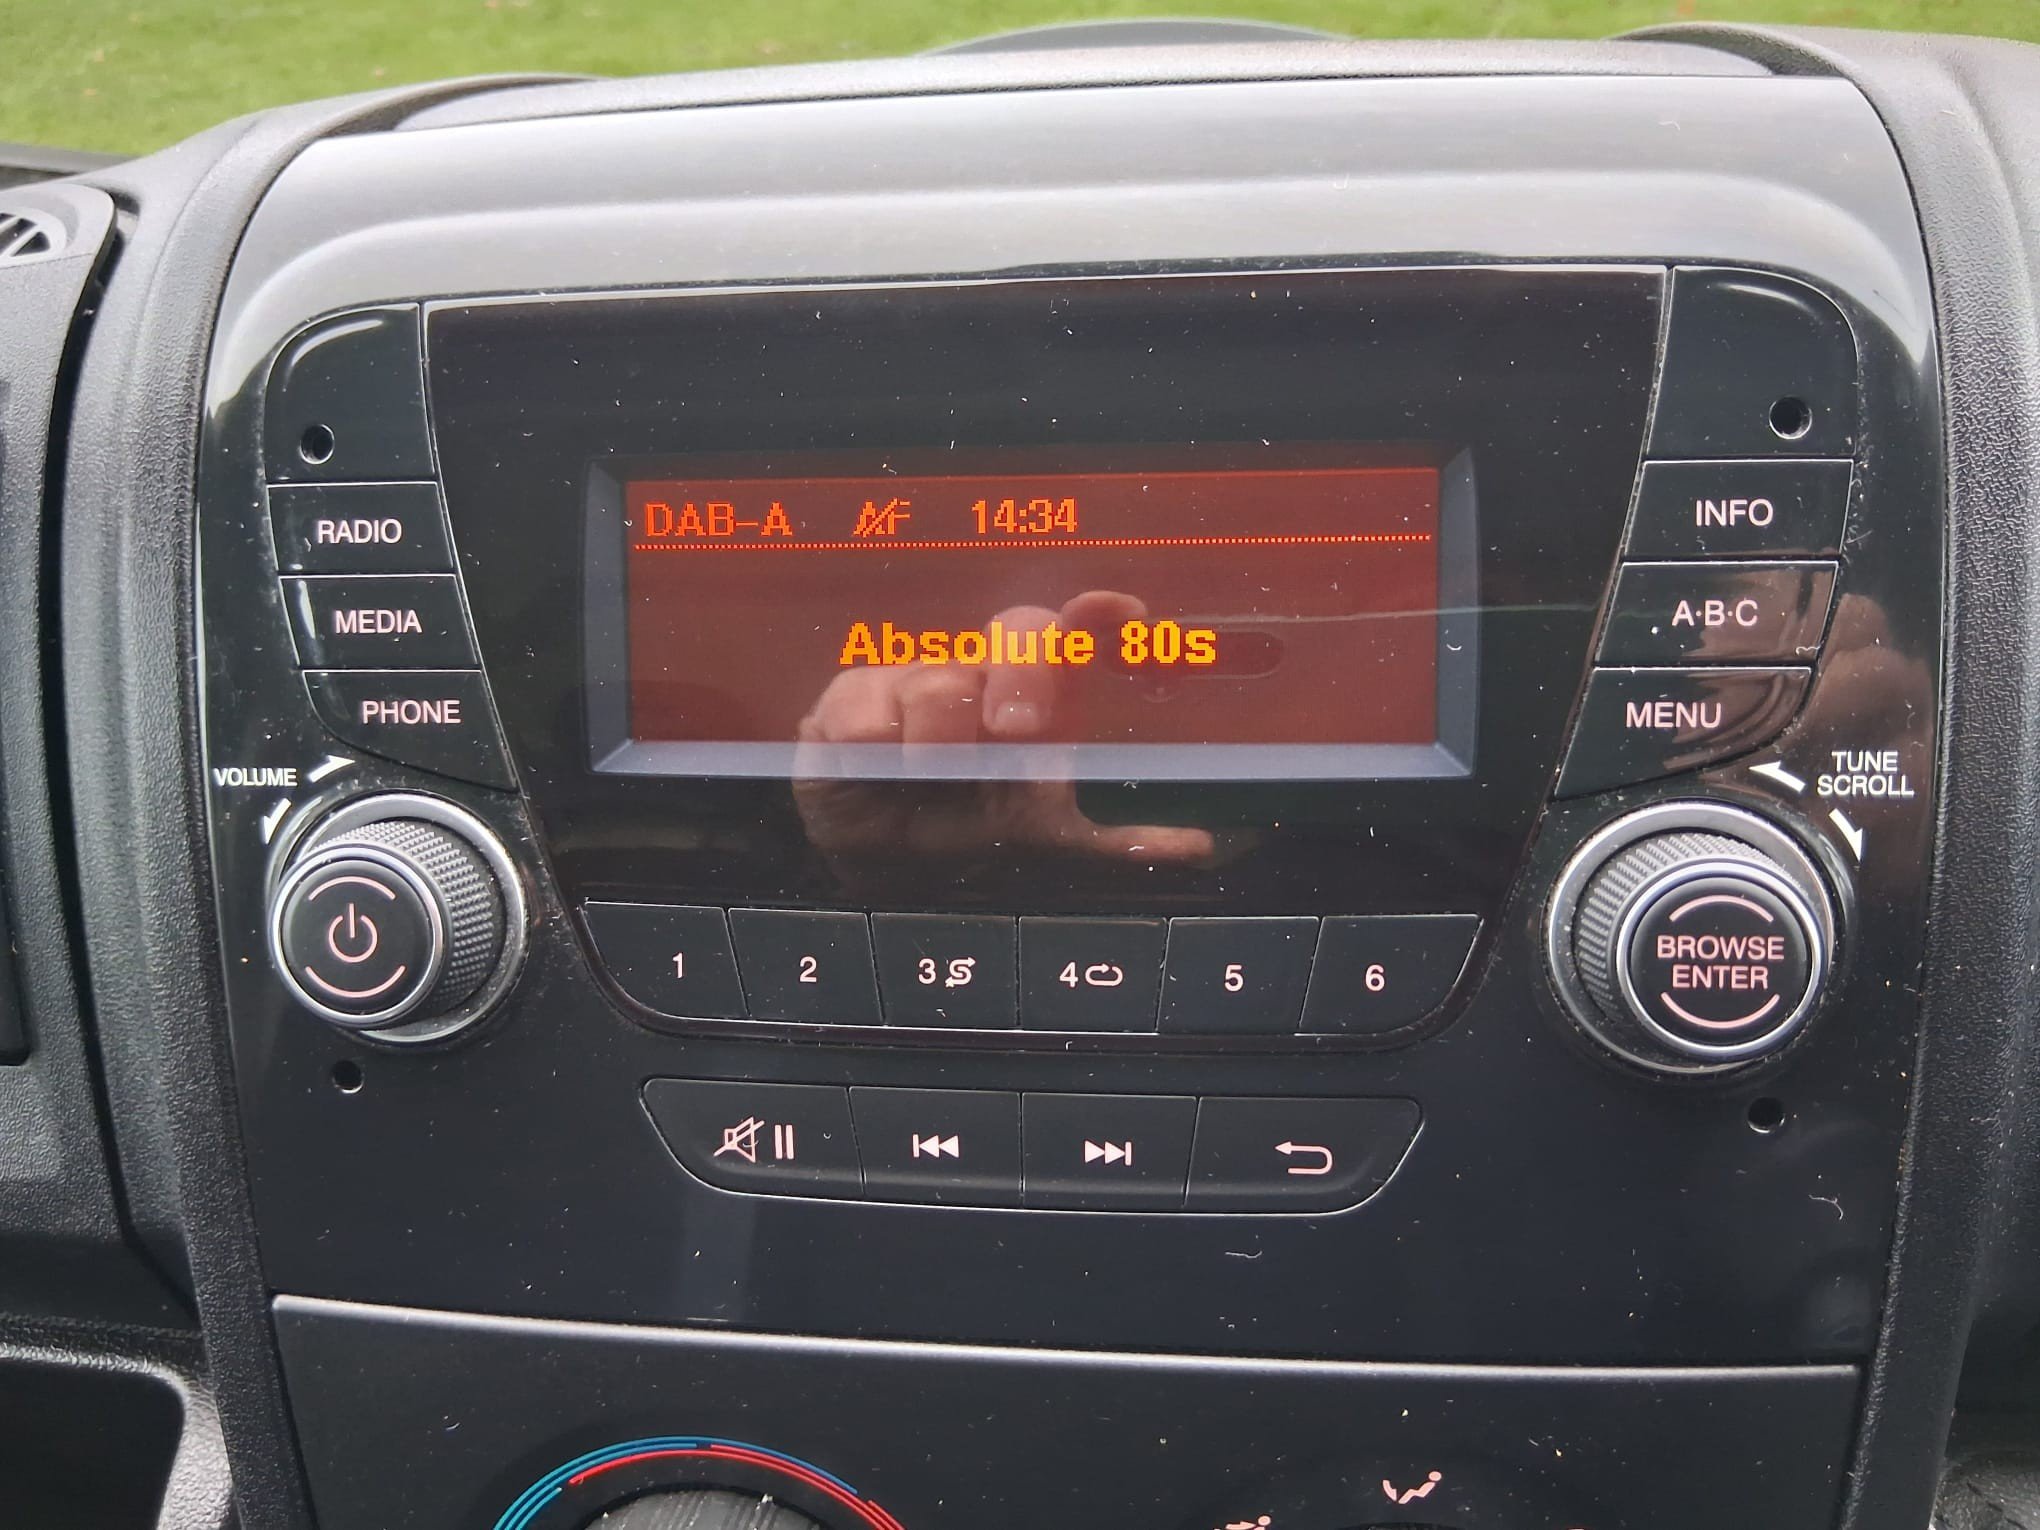 DAB-A AF 14:34
Absolute 80s
RADIO
MEDIA
PHONE
VOLUME
INFO
A·B·C
MENU
TUNE
SCROLL
BROWSE
ENTER
1 2 3 4 5 6